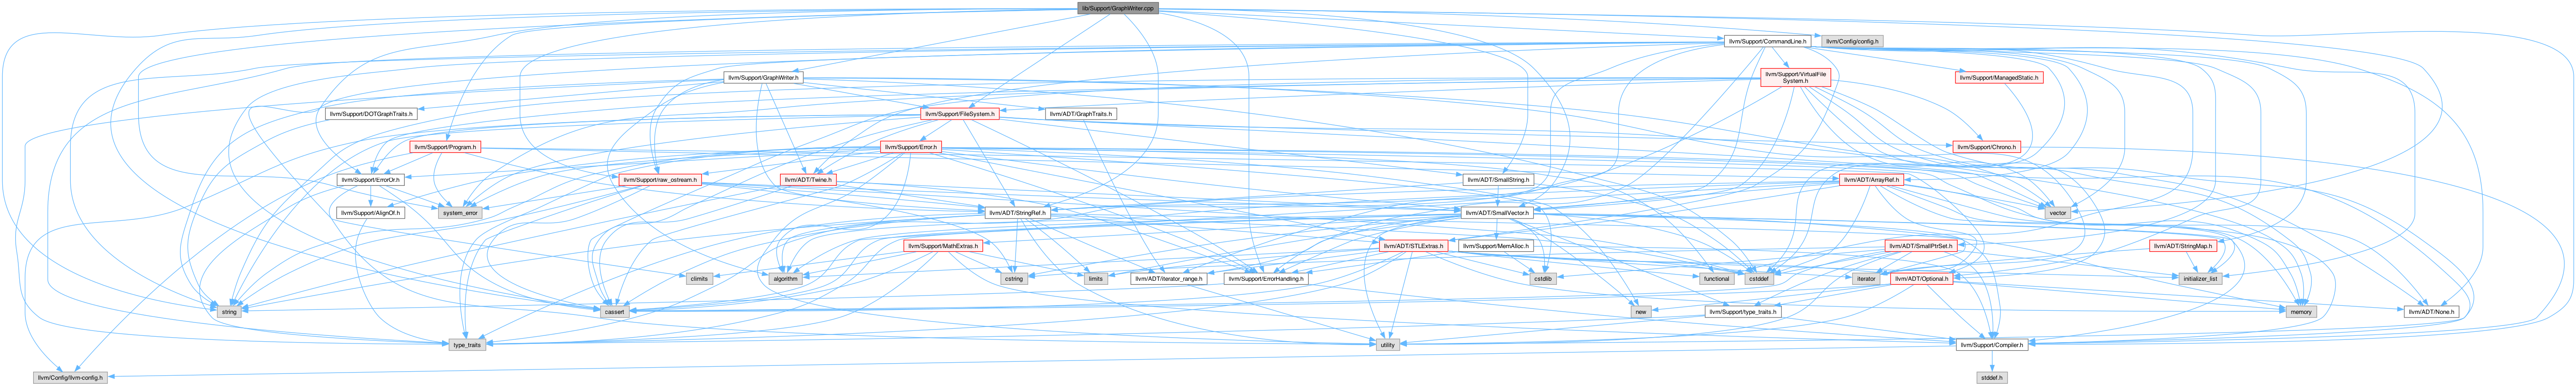 lib/Support/GraphWriter.cpp
llvm/Support/CommandLine.h
llvm/Config/config.h
llvm/Support/GraphWriter.h
llvm/Support/VirtualFile
System.h
llvm/Support/ManagedStatic.h
llvm/Support/DOTGraphTraits.h
llvm/Support/FileSystem.h
llvm/ADT/GraphTraits.h
llvm/Support/Program.h
llvm/Support/Error.h
llvm/Support/Chrono.h
llvm/Support/ErrorOr.h
llvm/Support/raw_ostream.h
llvm/ADT/Twine.h
llvm/ADT/SmallString.h
llvm/ADT/ArrayRef.h
llvm/Support/AlignOf.h
system_error
llvm/ADT/StringRef.h
llvm/ADT/SmallVector.h
vector
llvm/Support/MathExtras.h
llvm/ADT/STLExtras.h
llvm/Support/MemAlloc.h
llvm/ADT/SmallPtrSet.h
llvm/ADT/StringMap.h
climits
algorithm
cstring
limits
llvm/ADT/iterator_range.h
llvm/Support/ErrorHandling.h
cstdlib
functional
cstddef
iterator
llvm/ADT/Optional.h
initializer_list
string
cassert
new
llvm/Support/type_traits.h
memory
llvm/ADT/None.h
type_traits
utility
llvm/Support/Compiler.h
llvm/Config/llvm-config.h
stddef.h